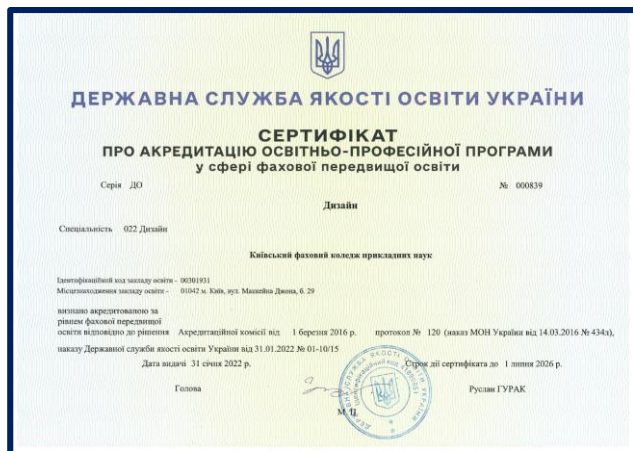 ДЕРЖАВНА СЛУЖБА ЯКОСТІ ОСВІТИ УКРАЇНИ
СЕРТИФІКАТ
ПРО АКРЕДИТАЦІЮ ОСВІТНЬО-ПРОФЕСІЙНОЇ ПРОГРАМИ
у сфері фахової передвищої освіти
Серія ДО № 000839
Дизайн
Спеціальність 022 Дизайн
Київський фаховий коледж прикладних наук
Ідентифікаційний код закладу освіти - 00301931
Місцезнаходження закладу освіти - 01042 м. Київ, вул. Маккейна Джона, б. 29
визнано акредитованою за
рівнем фахової передвищої
освіти відповідно до рішення Акредитаційної комісії від 1 березня 2016 р. протокол № 120 (наказ МОН України від 14.03.2016 № 434л),
наказу Державної служби якості освіти України від 31.01.2022 № 01-10/15
Дата видачі 31 січня 2022 р. Строк дії сертифіката до 1 липня 2026 р.
Голова Руслан ГУРАК
М. П.